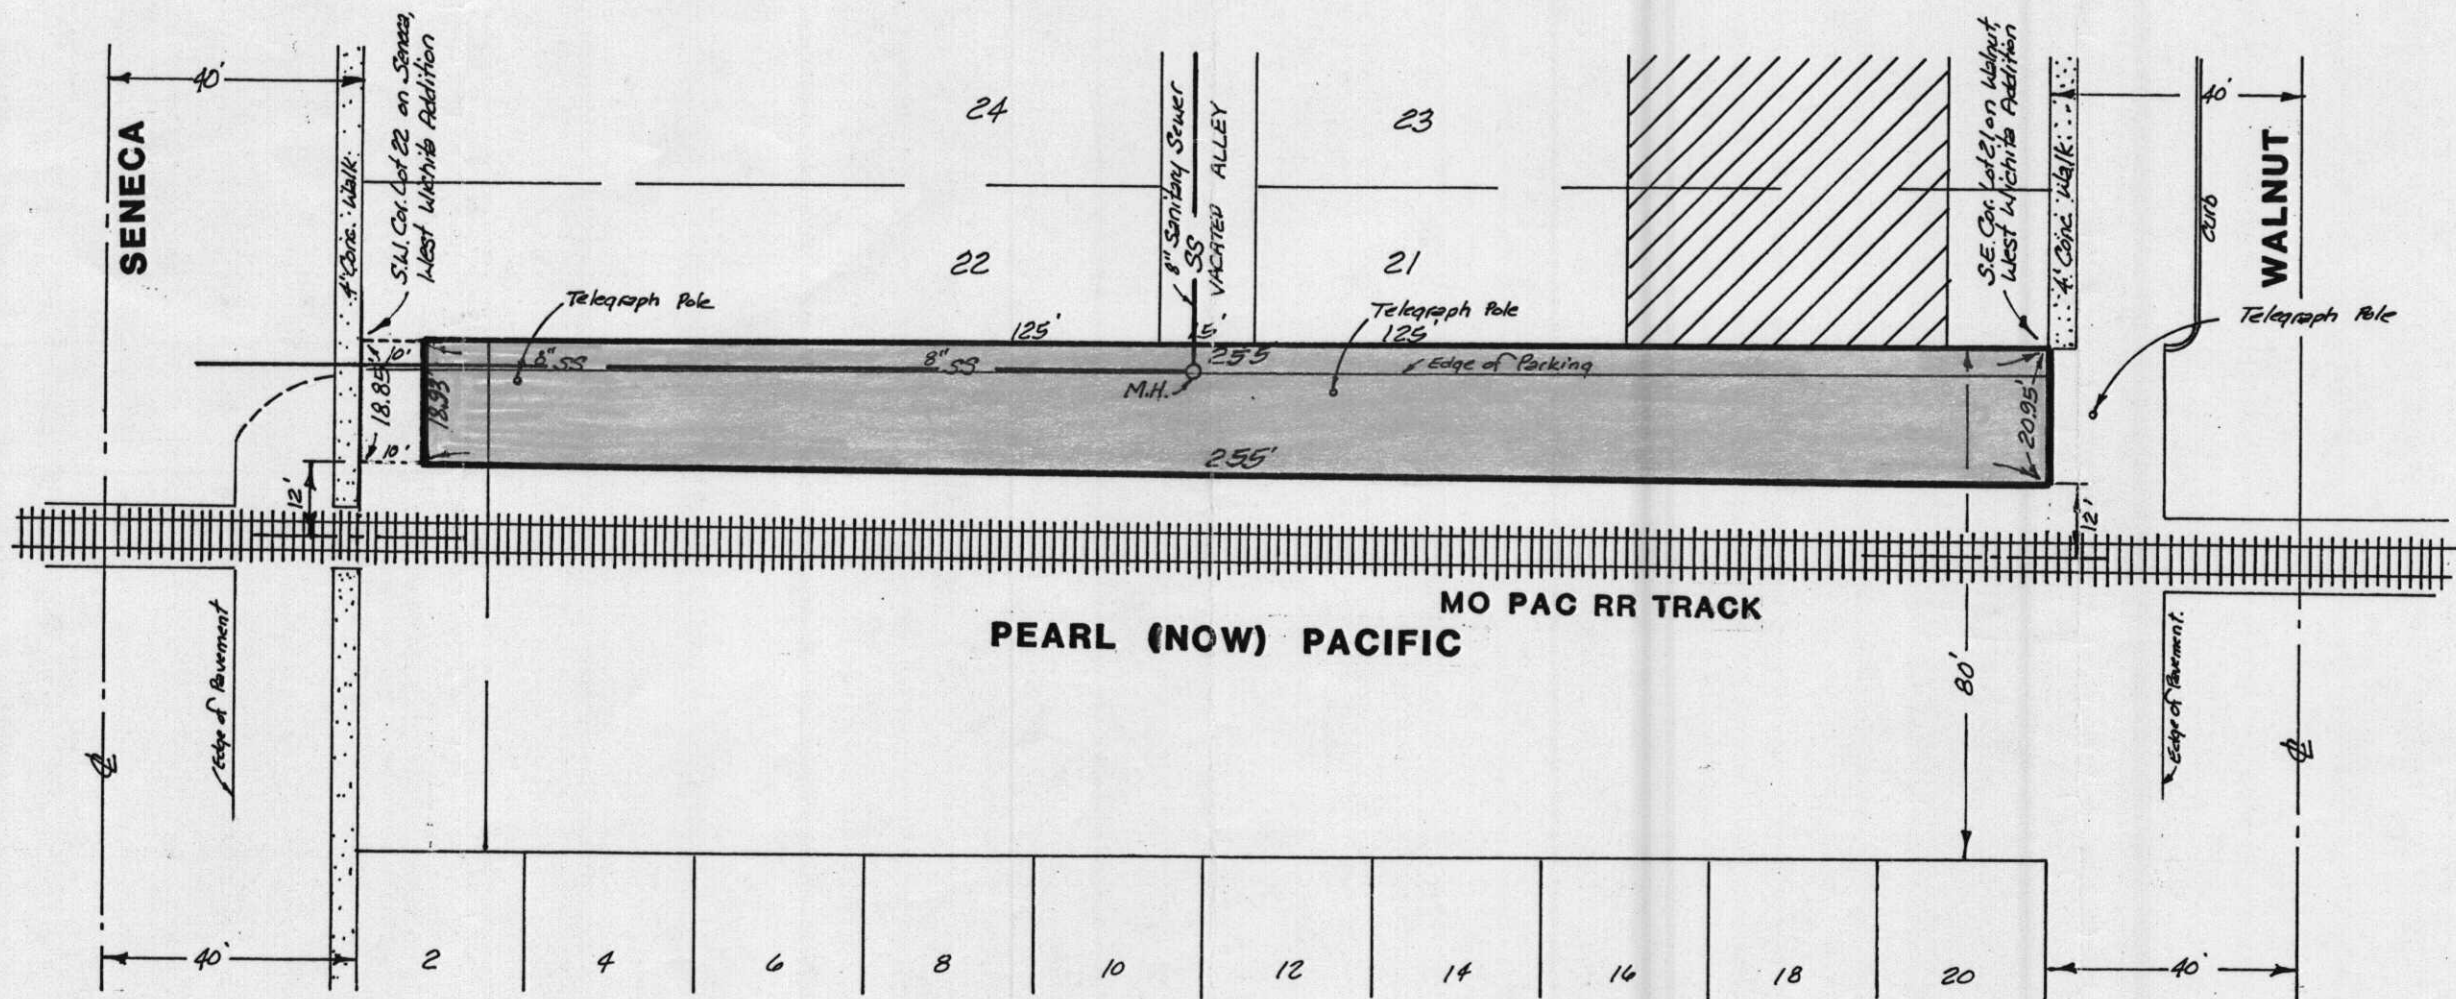 40'
SENECA
4' Conc. Walk
S.W. Cor. Lot 22 on Seneca,
West Wichita Addition
24
8" Sanitary Sewer
SS
VACATED ALLEY
23
S.E. Cor. Lot 21 on Walnut,
West Wichita Addition
4' Conc. Walk
40'
Curb
WALNUT
22
21
Telegraph Pole
Telegraph Pole
Telegraph Pole
125'
15'
125'
10'
18.85'
18.93'
10'
8" SS
8" SS
255
M.H.
Edge of Parking
20.95'
255'
12'
12'
MO PAC RR TRACK
PEARL (NOW) PACIFIC
80'
Edge of Pavement
Edge of Pavement.
℄
℄
40'
2
4
6
8
10
12
14
16
18
20
40'